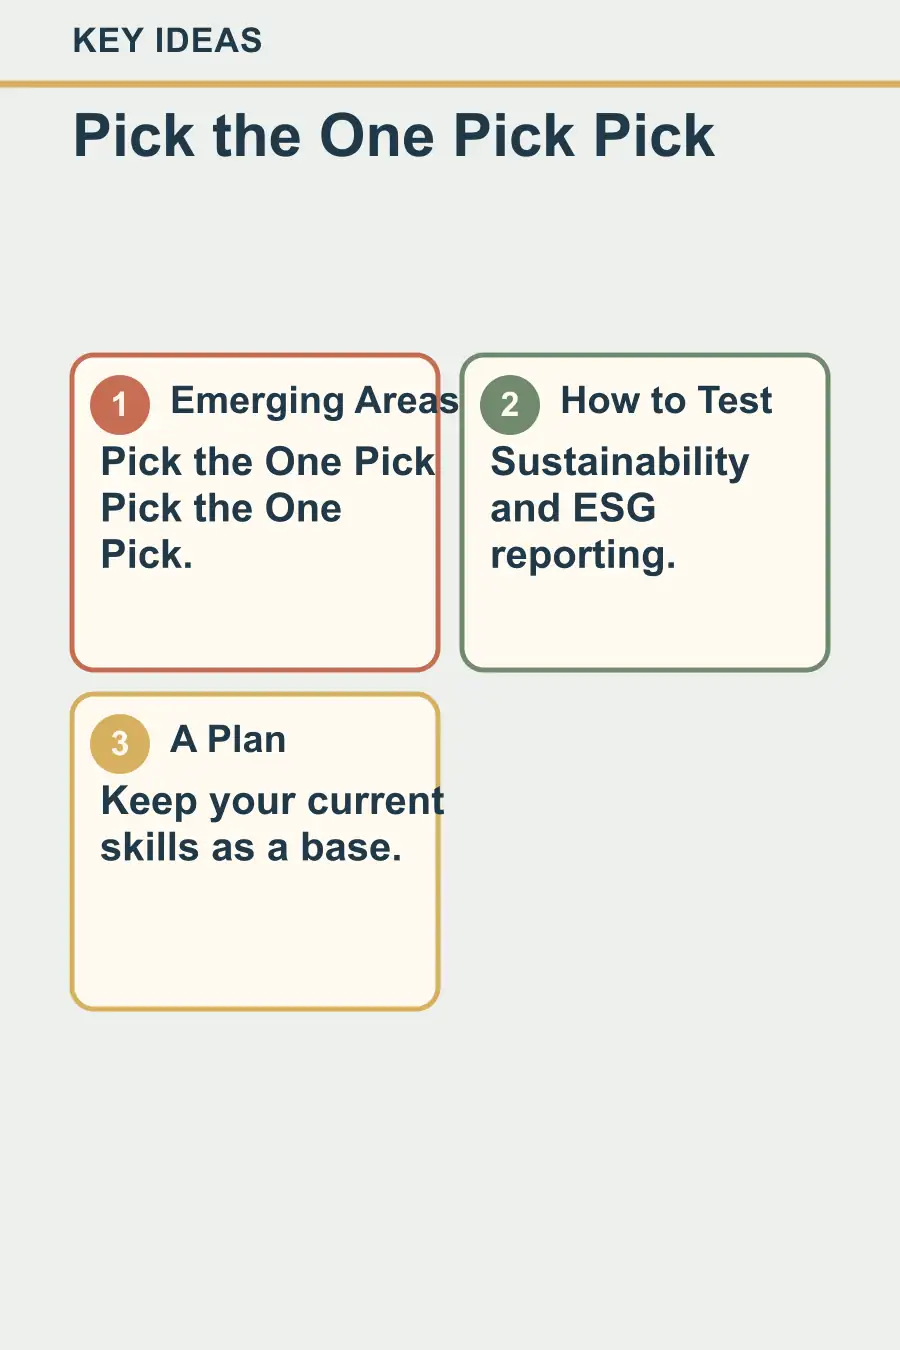 KEY IDEAS
Pick the One Pick Pick
1 Emerging Areas
Pick the One Pick
Pick the One
Pick.
2 How to Test
Sustainability
and ESG
reporting.
3 A Plan
Keep your current
skills as a base.